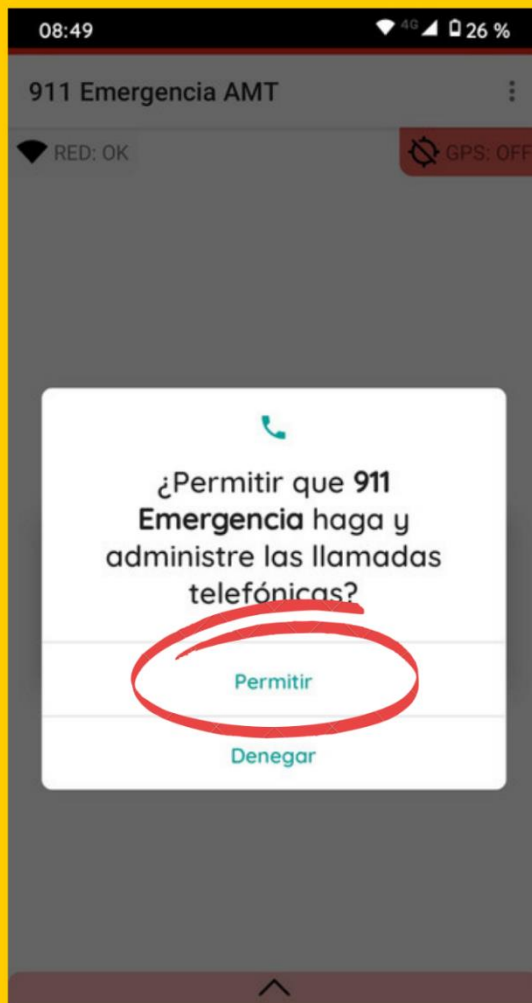 08:49 4G 26 %
911 Emergencia AMT
RED: OK GPS: OFF
¿Permitir que 911
Emergencia haga y
administre las llamadas
telefónicas?
Permitir
Denegar